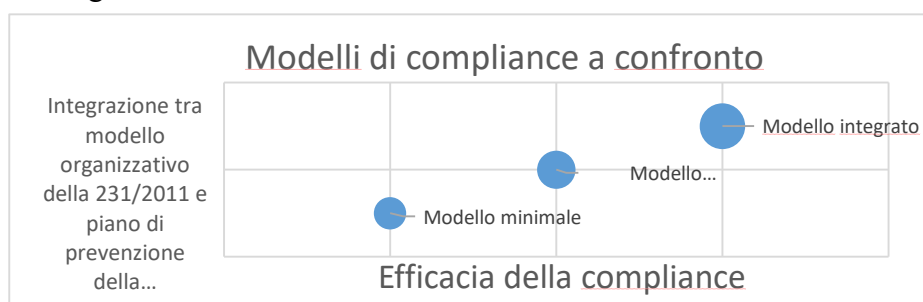 Modelli di compliance a confronto
Integrazione tra
modello
organizzativo
della 231/2011 e
piano di
prevenzione
della…
Modello integrato
Modello…
Modello minimale
Efficacia della compliance